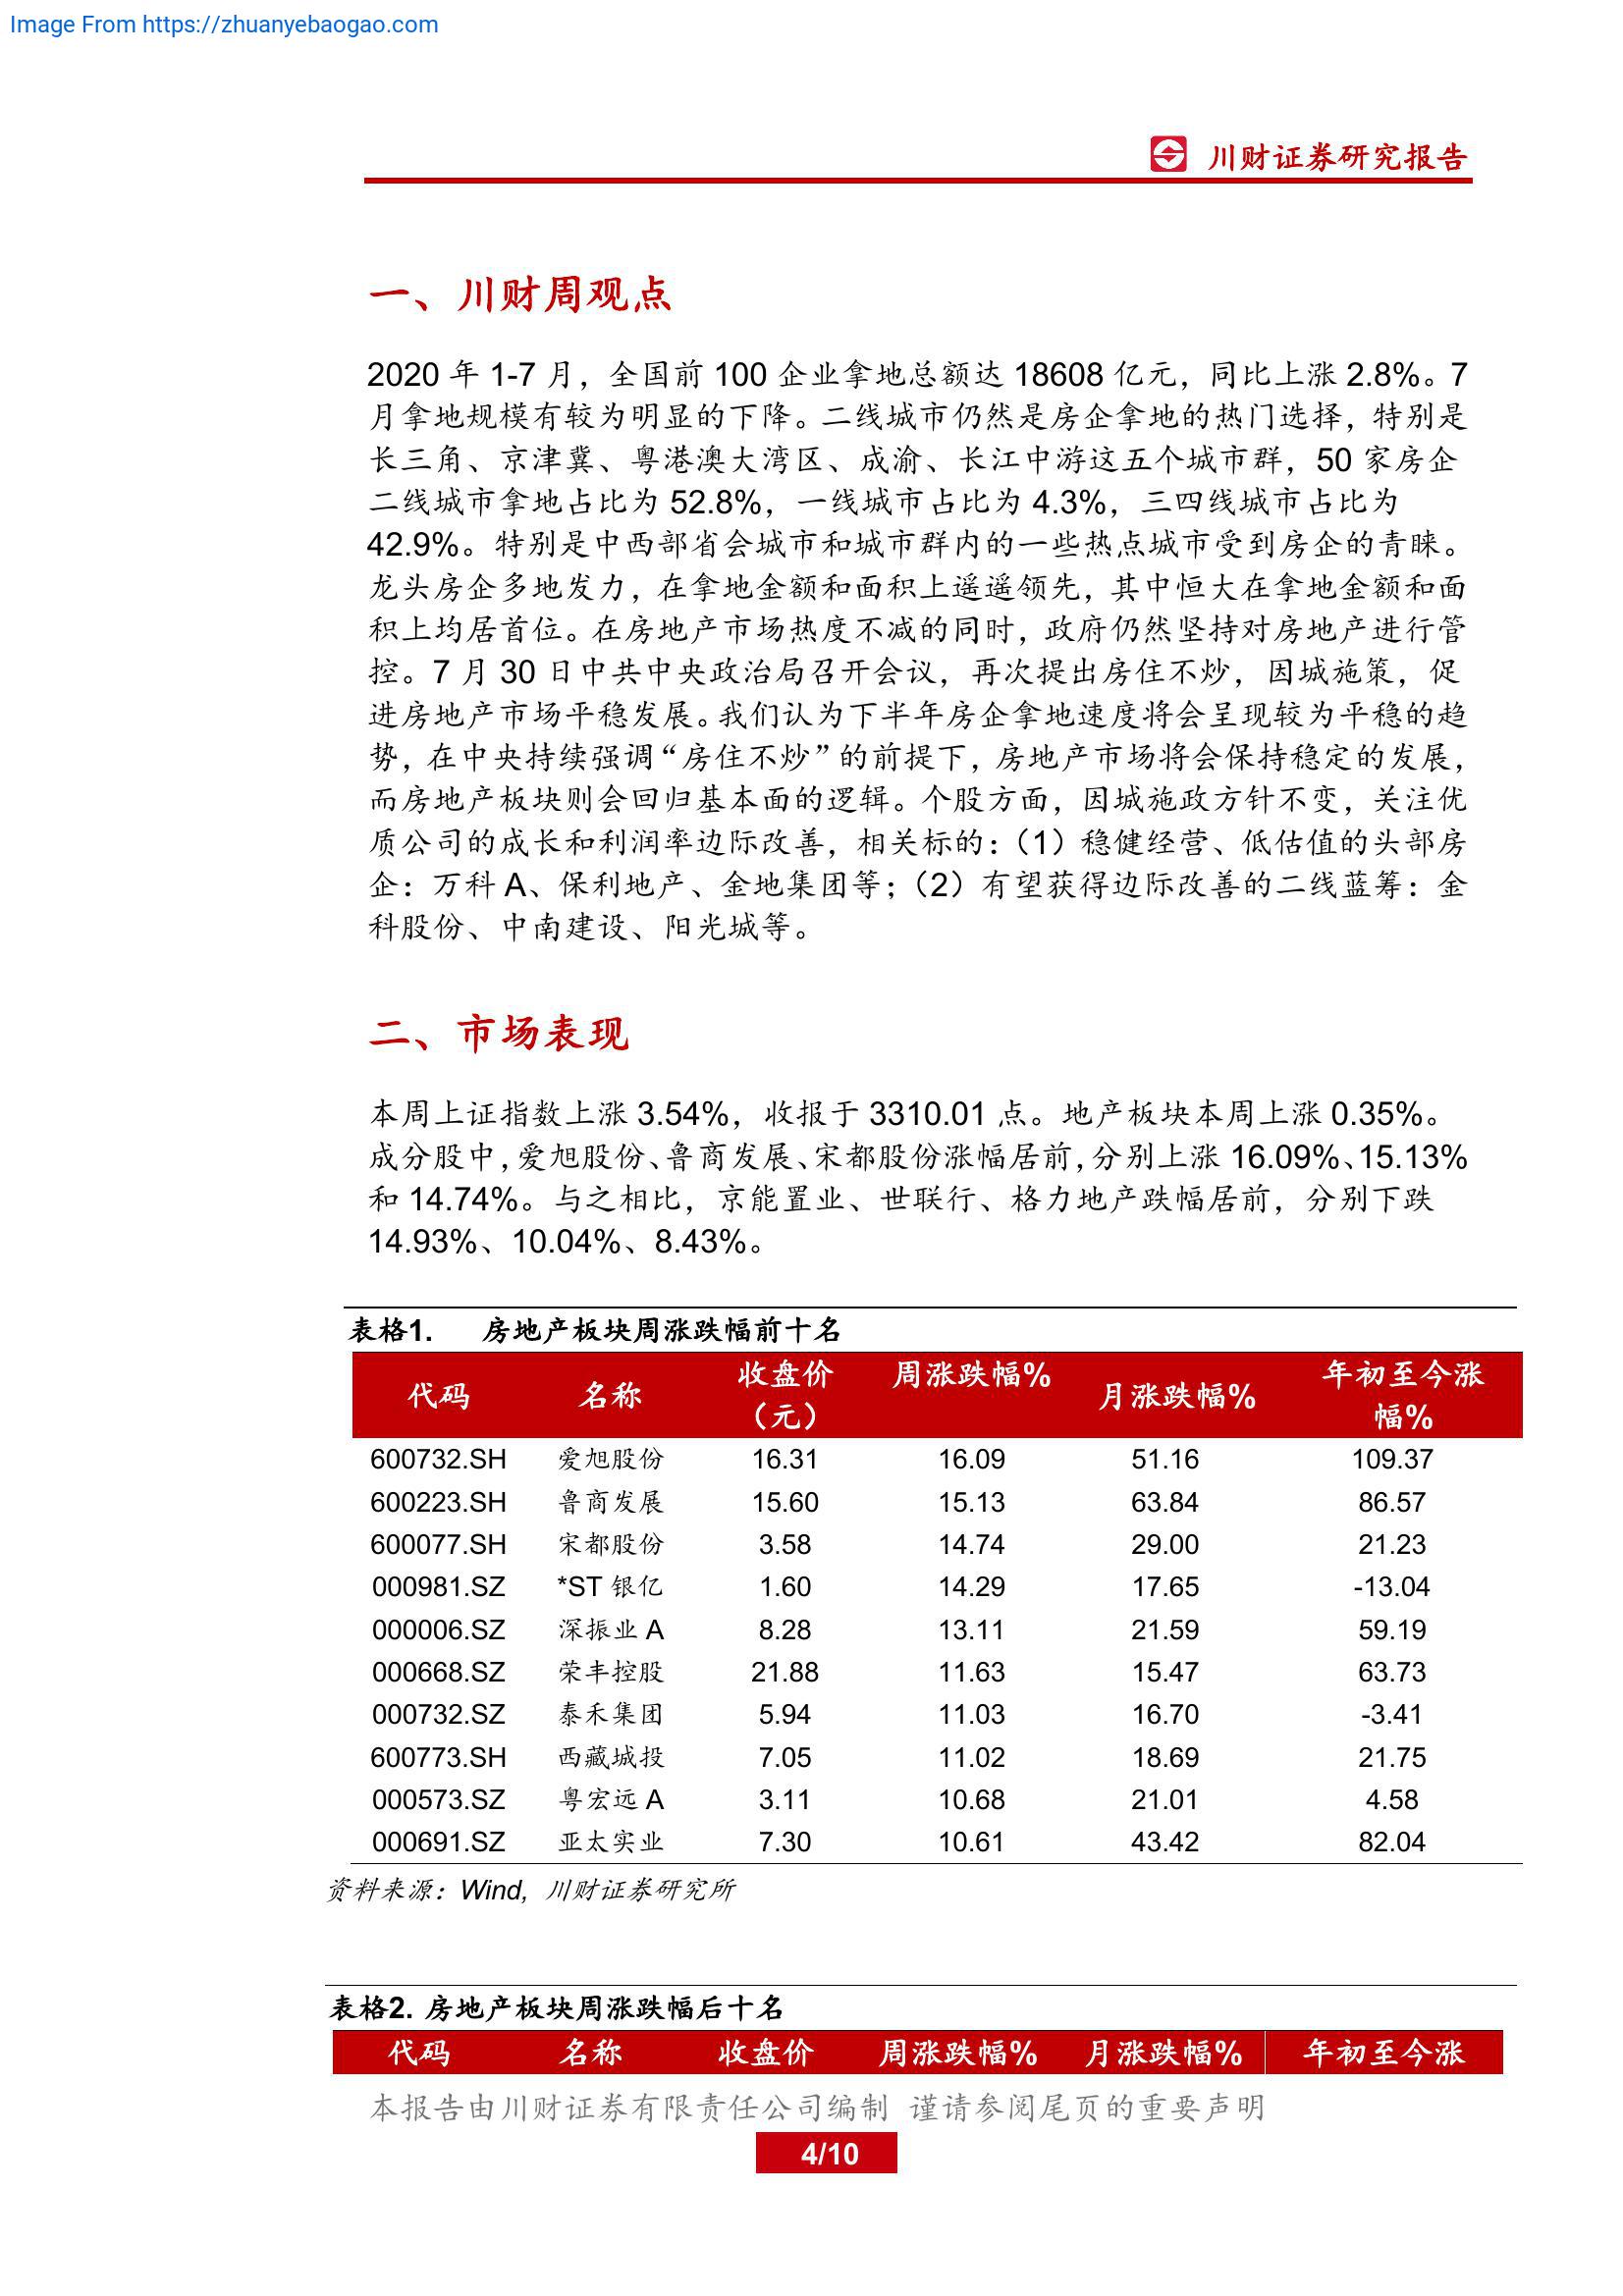 Image From https://zhuanyebaogao.com
川财证券研究报告
一、川财周观点
2020 年 1-7 月，全国前 100 企业拿地总额达 18608 亿元，同比上涨 2.8%。7
月拿地规模有较为明显的下降。二线城市仍然是房企拿地的热门选择，特别是
长三角、京津冀、粤港澳大湾区、成渝、长江中游这五个城市群，50 家房企
二线城市拿地占比为 52.8%，一线城市占比为 4.3%，三四线城市占比为
42.9%。特别是中西部省会城市和城市群内的一些热点城市受到房企的青睐。
龙头房企多地发力，在拿地金额和面积上遥遥领先，其中恒大在拿地金额和面
积上均居首位。在房地产市场热度不减的同时，政府仍然坚持对房地产进行管
控。7 月 30 日中共中央政治局召开会议，再次提出房住不炒，因城施策，促
进房地产市场平稳发展。我们认为下半年房企拿地速度将会呈现较为平稳的趋
势，在中央持续强调“房住不炒”的前提下，房地产市场将会保持稳定的发展，
而房地产板块则会回归基本面的逻辑。个股方面，因城施政方针不变，关注优
质公司的成长和利润率边际改善，相关标的：（1）稳健经营、低估值的头部房
企：万科 A、保利地产、金地集团等；（2）有望获得边际改善的二线蓝筹：金
科股份、中南建设、阳光城等。
二、市场表现
本周上证指数上涨 3.54%，收报于 3310.01 点。地产板块本周上涨 0.35%。
成分股中，爱旭股份、鲁商发展、宋都股份涨幅居前，分别上涨 16.09%、15.13%
和 14.74%。与之相比，京能置业、世联行、格力地产跌幅居前，分别下跌
14.93%、10.04%、8.43%。
表格1. 房地产板块周涨跌幅前十名
代码 名称 收盘价（元） 周涨跌幅% 月涨跌幅% 年初至今涨幅%
600732.SH 爱旭股份 16.31 16.09 51.16 109.37
600223.SH 鲁商发展 15.60 15.13 63.84 86.57
600077.SH 宋都股份 3.58 14.74 29.00 21.23
000981.SZ *ST 银亿 1.60 14.29 17.65 -13.04
000006.SZ 深振业 A 8.28 13.11 21.59 59.19
000668.SZ 荣丰控股 21.88 11.63 15.47 63.73
000732.SZ 泰禾集团 5.94 11.03 16.70 -3.41
600773.SH 西藏城投 7.05 11.02 18.69 21.75
000573.SZ 粤宏远 A 3.11 10.68 21.01 4.58
000691.SZ 亚太实业 7.30 10.61 43.42 82.04
资料来源：Wind, 川财证券研究所
表格2. 房地产板块周涨跌幅后十名
代码 名称 收盘价 周涨跌幅% 月涨跌幅% 年初至今涨
本报告由川财证券有限责任公司编制 谨请参阅尾页的重要声明
4/10